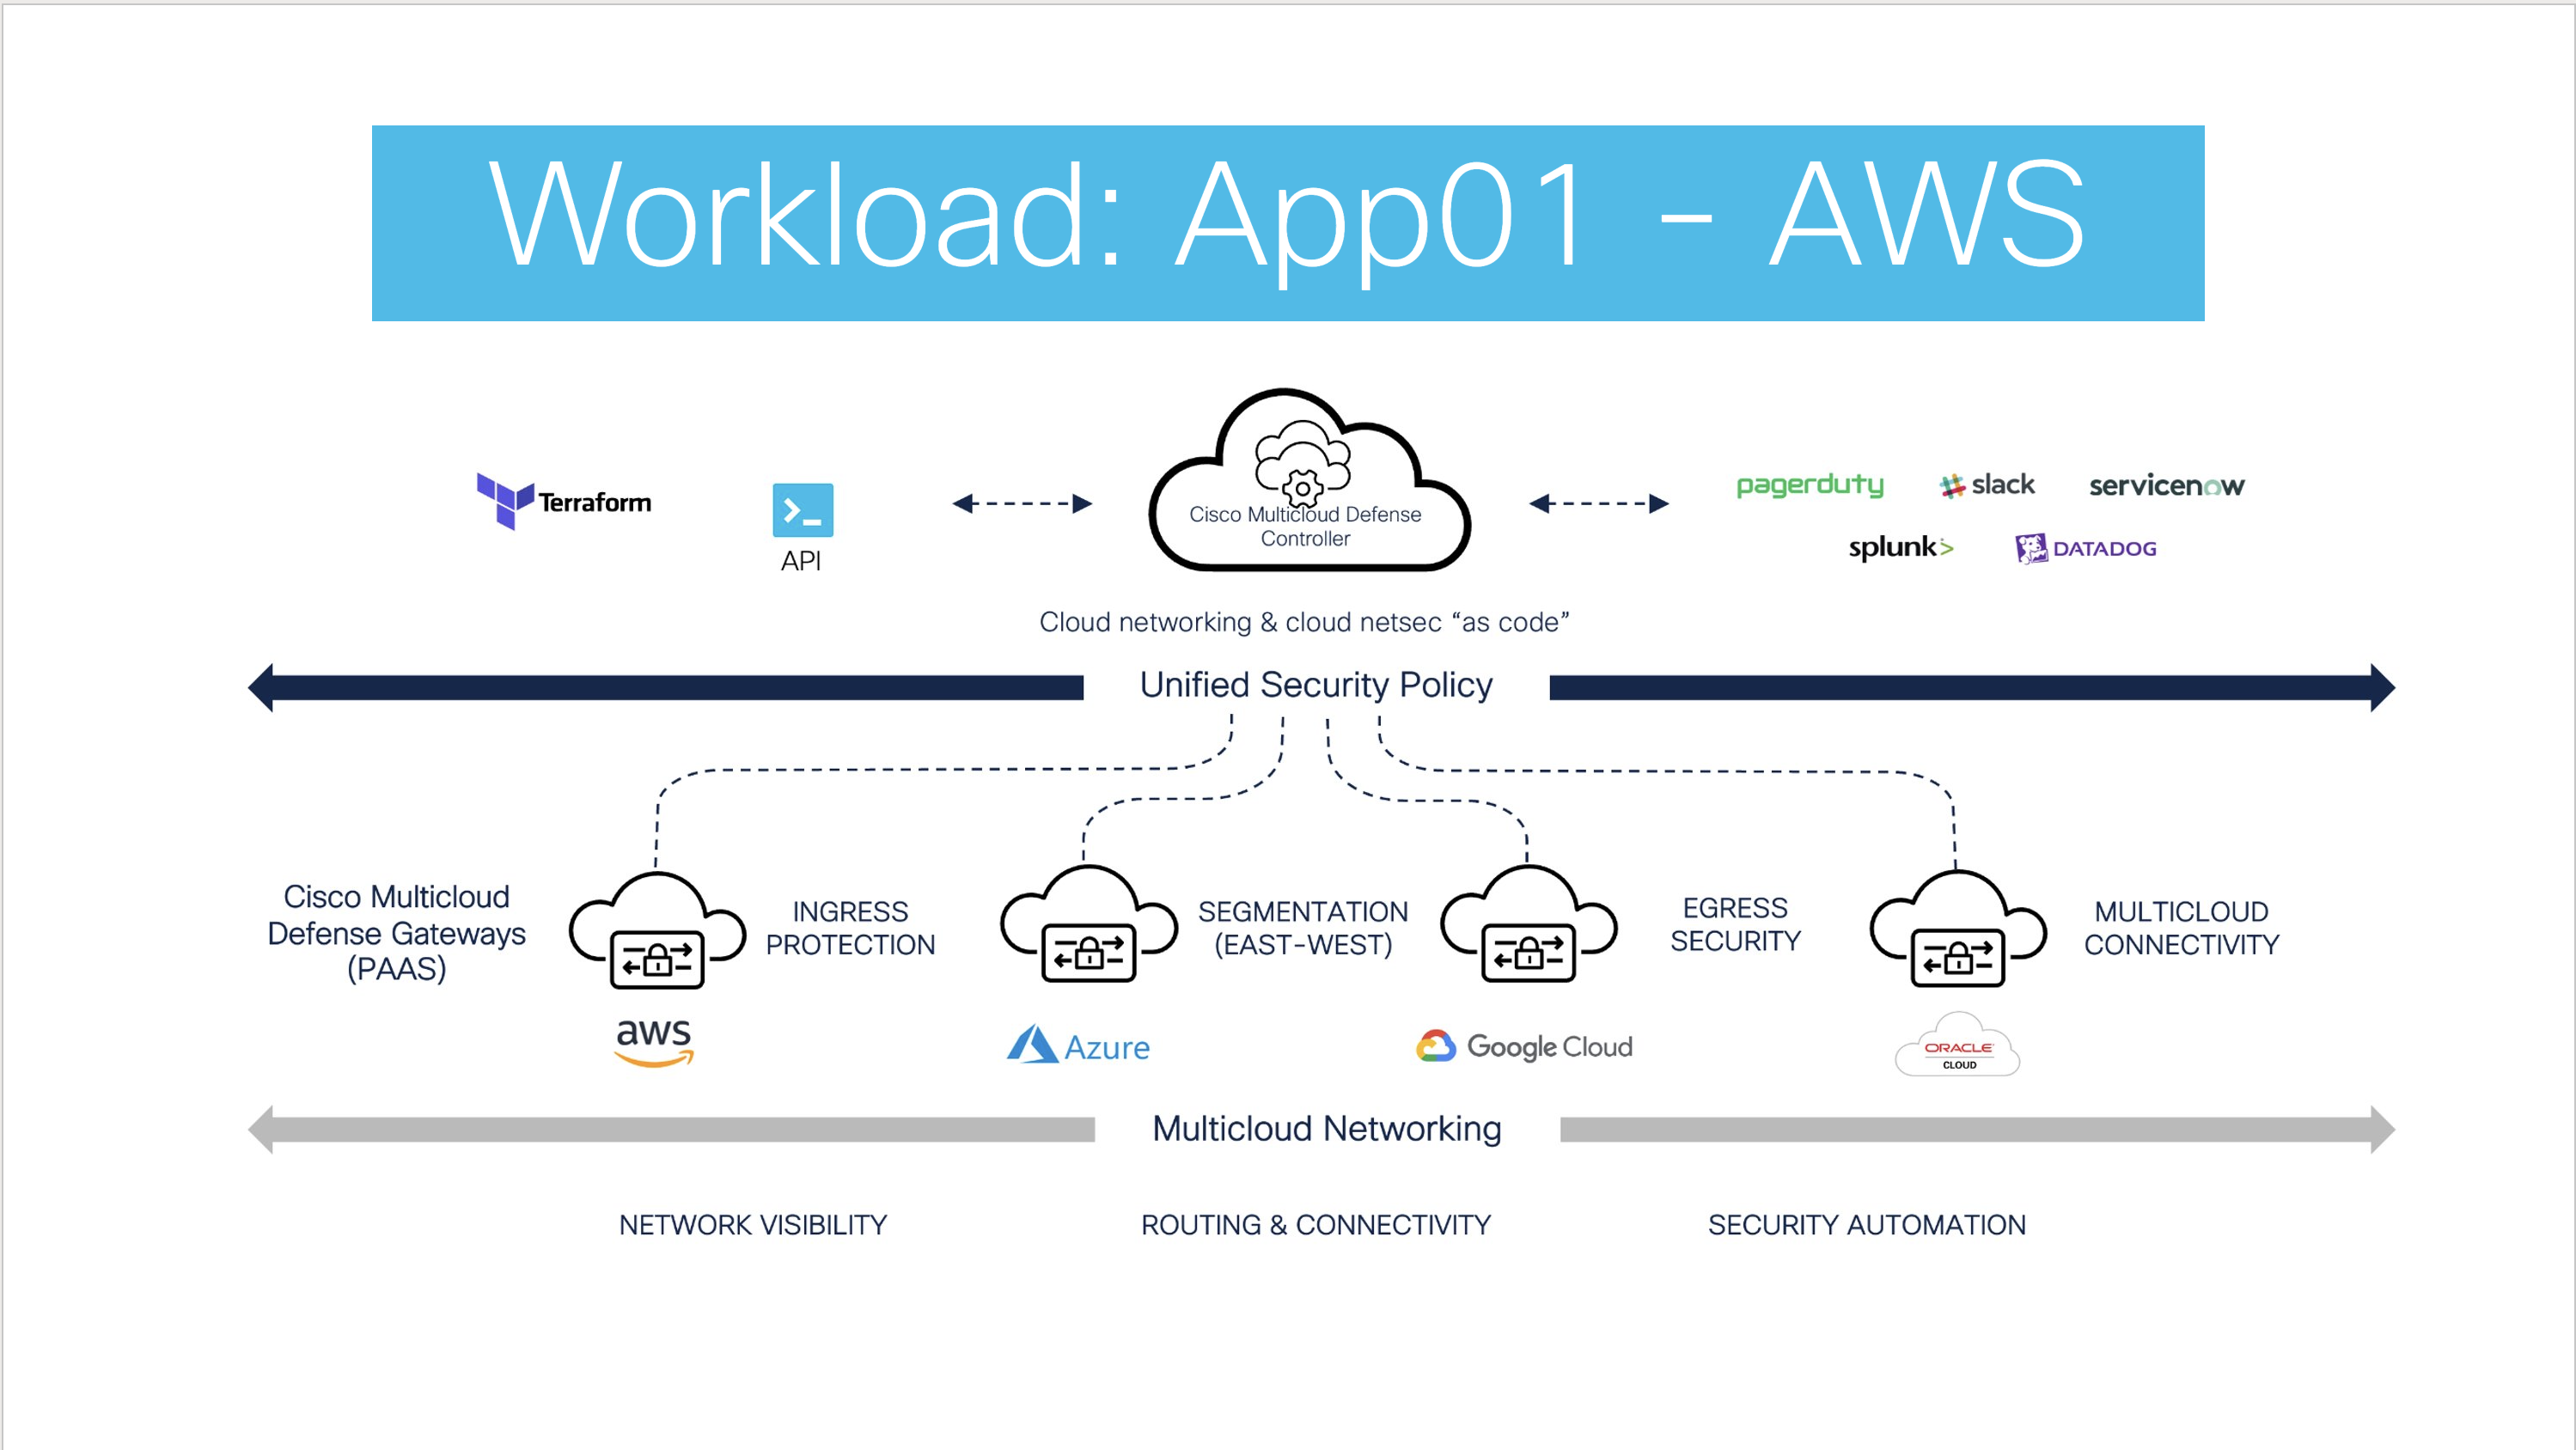 Workload: App01 - AWS
Terraform
API
Cisco Multicloud Defense
Controller
pagerduty
slack
servicenow
splunk>
DATADOG
Cloud networking & cloud netsec “as code”
Unified Security Policy
Cisco Multicloud
Defense Gateways
(PAAS)
INGRESS
PROTECTION
SEGMENTATION
(EAST-WEST)
EGRESS
SECURITY
MULTICLOUD
CONNECTIVITY
aws
Azure
Google Cloud
ORACLE
CLOUD
Multicloud Networking
NETWORK VISIBILITY
ROUTING & CONNECTIVITY
SECURITY AUTOMATION